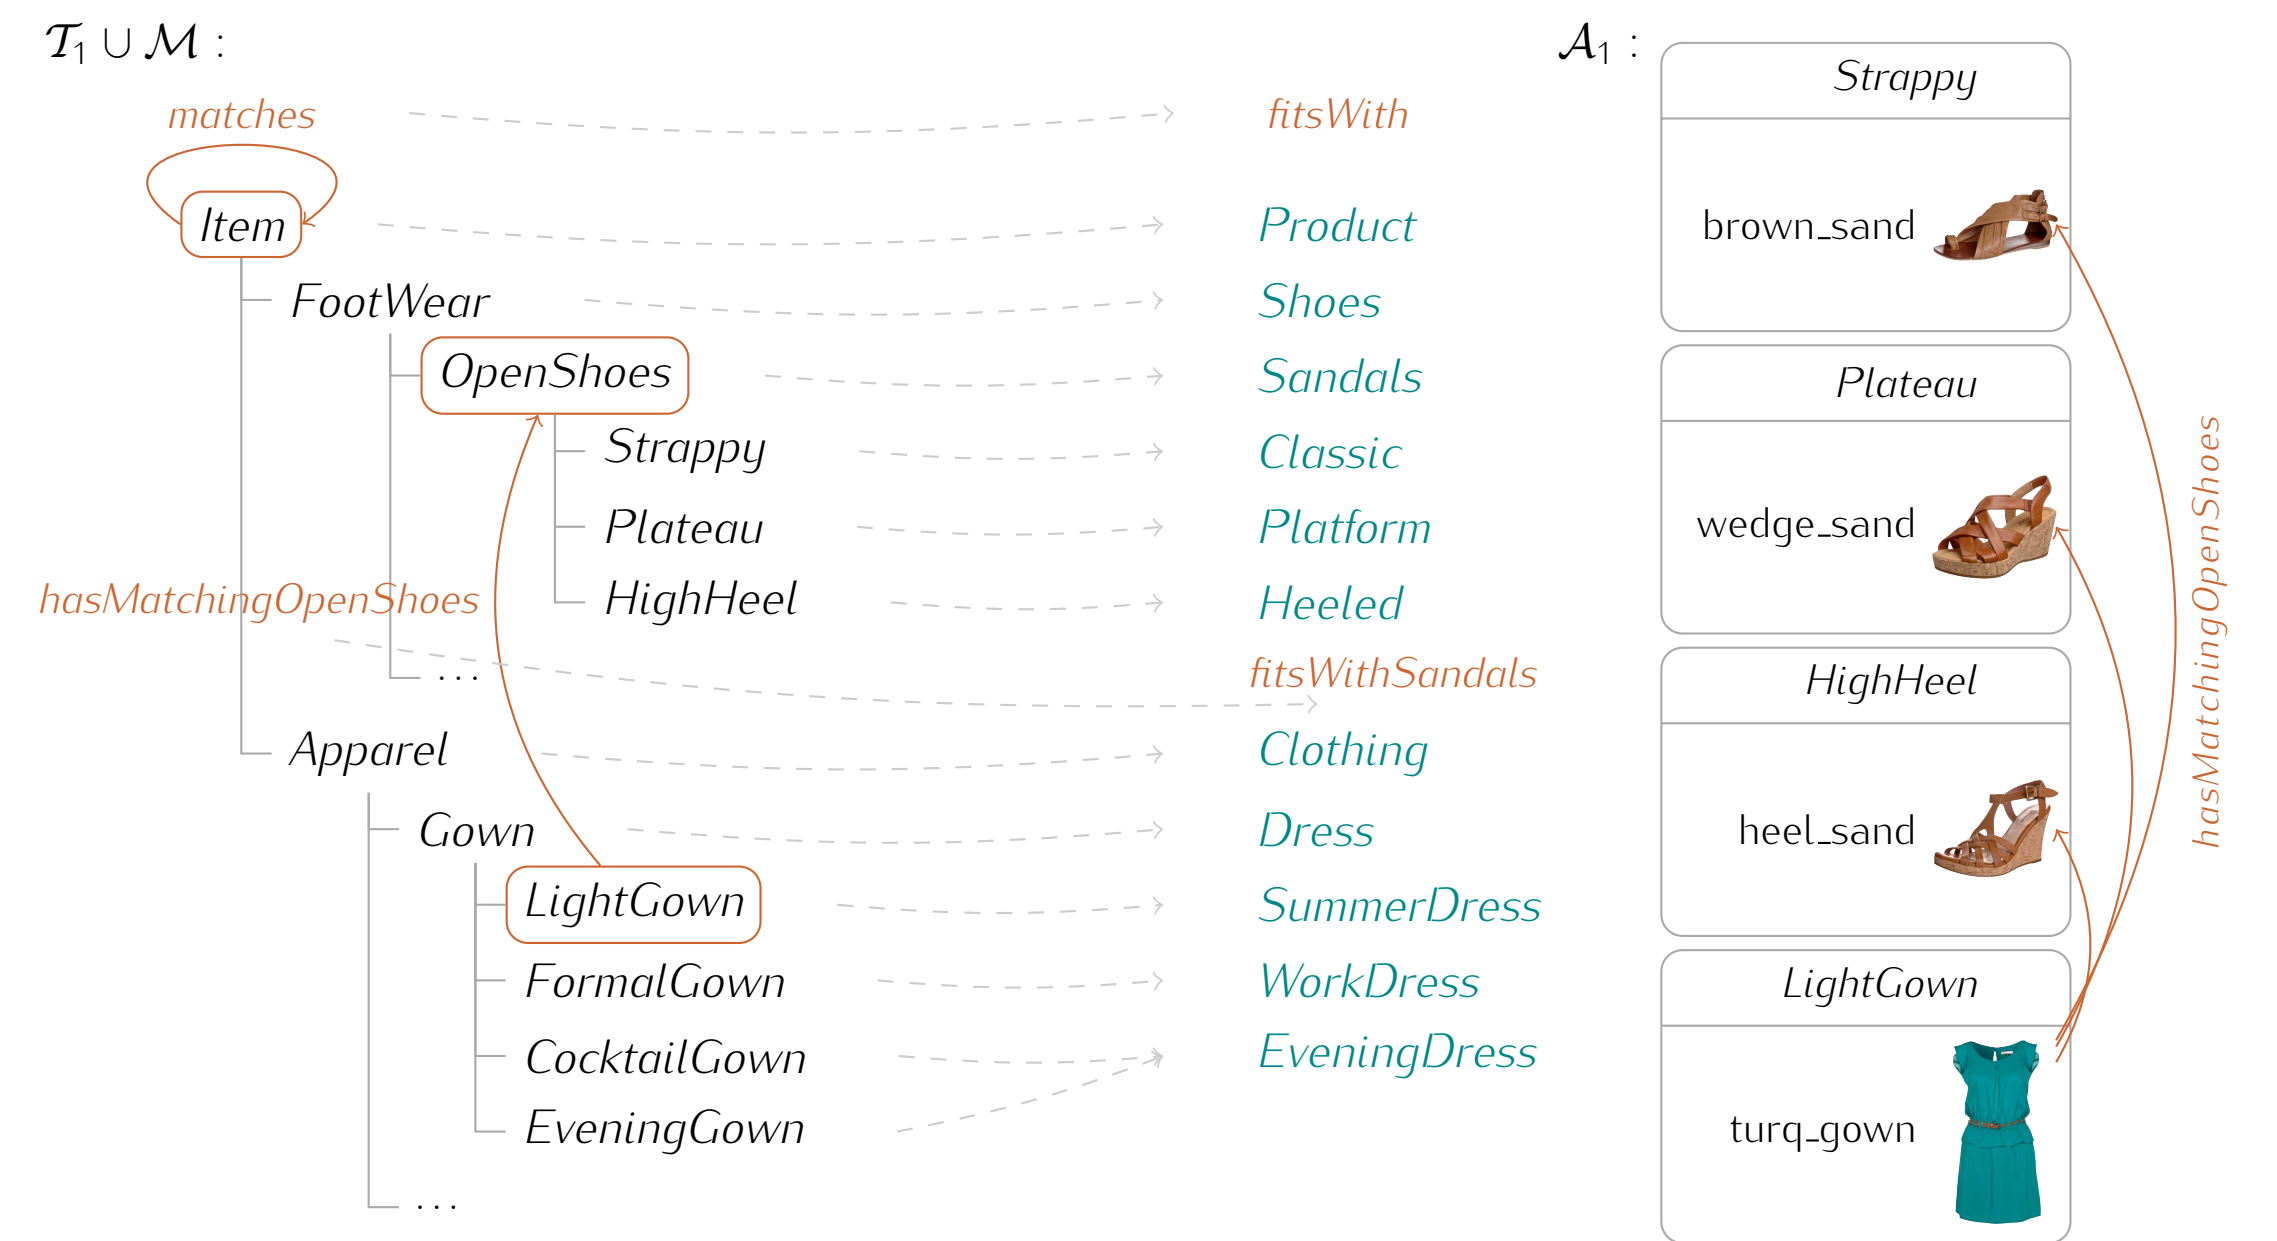 𝒯₁ ∪ ℳ :
matches
fitsWith
Item
Product
FootWear
Shoes
OpenShoes
Sandals
Strappy
Classic
Plateau
Platform
hasMatchingOpenShoes
HighHeel
Heeled
...
fitsWithSandals
Apparel
Clothing
Gown
Dress
LightGown
SummerDress
FormalGown
WorkDress
CocktailGown
EveningDress
EveningGown
...
𝒜₁ :
Strappy
brown_sand
Plateau
wedge_sand
HighHeel
heel_sand
LightGown
turq_gown
hasMatchingOpenShoes